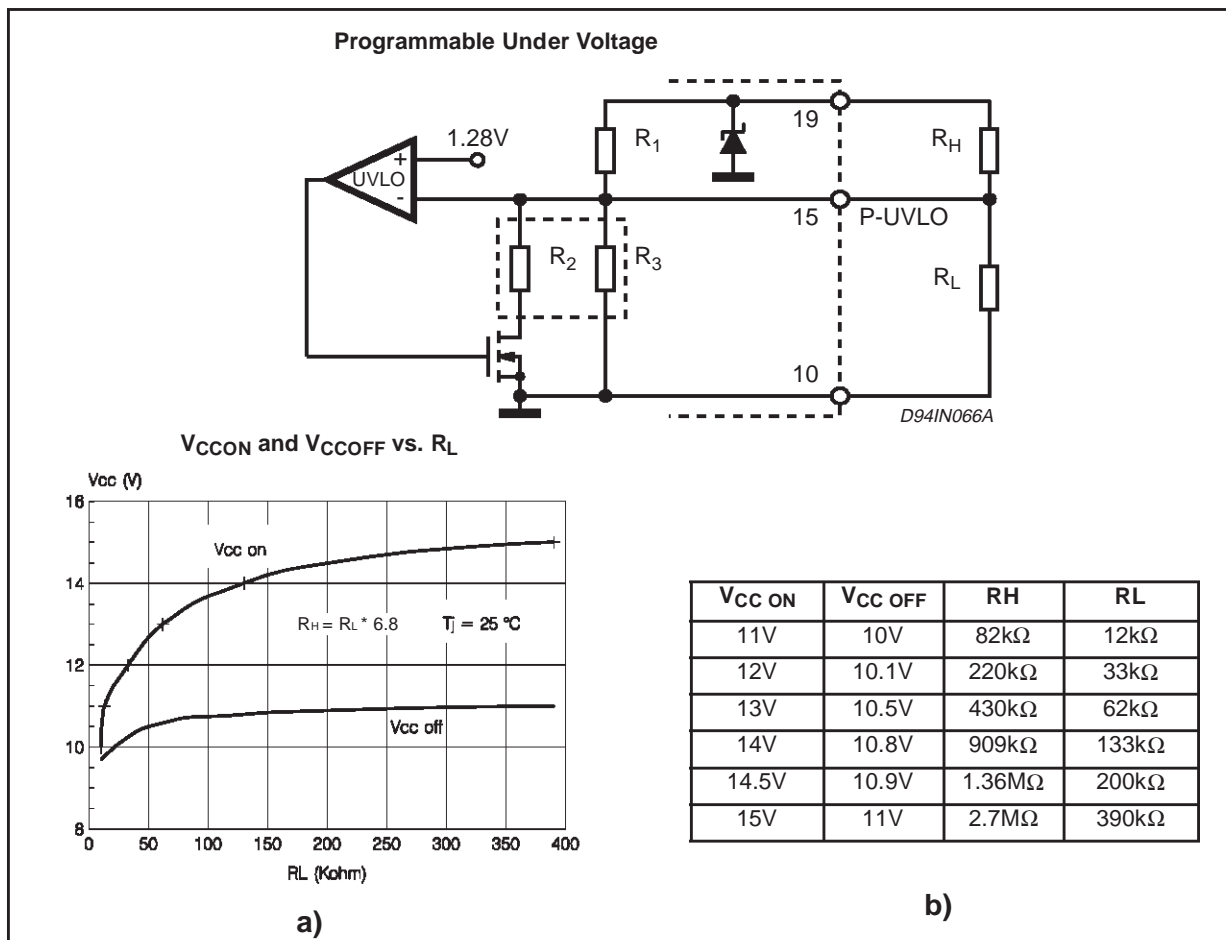 Programmable Under Voltage
19
R1
RH
1.28V
+
UVLO
-
15
P-UVLO
R2
R3
RL
10
D94IN066A
VCCON and VCCOFF vs. RL
Vcc (V)
16
Vcc on
14
RH = RL * 6.8
Tj = 25 °C
12
10
Vcc off
8
0 50 100 150 200 250 300 350 400
RL (Kohm)
a)
VCC ON VCC OFF RH RL
11V 10V 82kΩ 12kΩ
12V 10.1V 220kΩ 33kΩ
13V 10.5V 430kΩ 62kΩ
14V 10.8V 909kΩ 133kΩ
14.5V 10.9V 1.36MΩ 200kΩ
15V 11V 2.7MΩ 390kΩ
b)